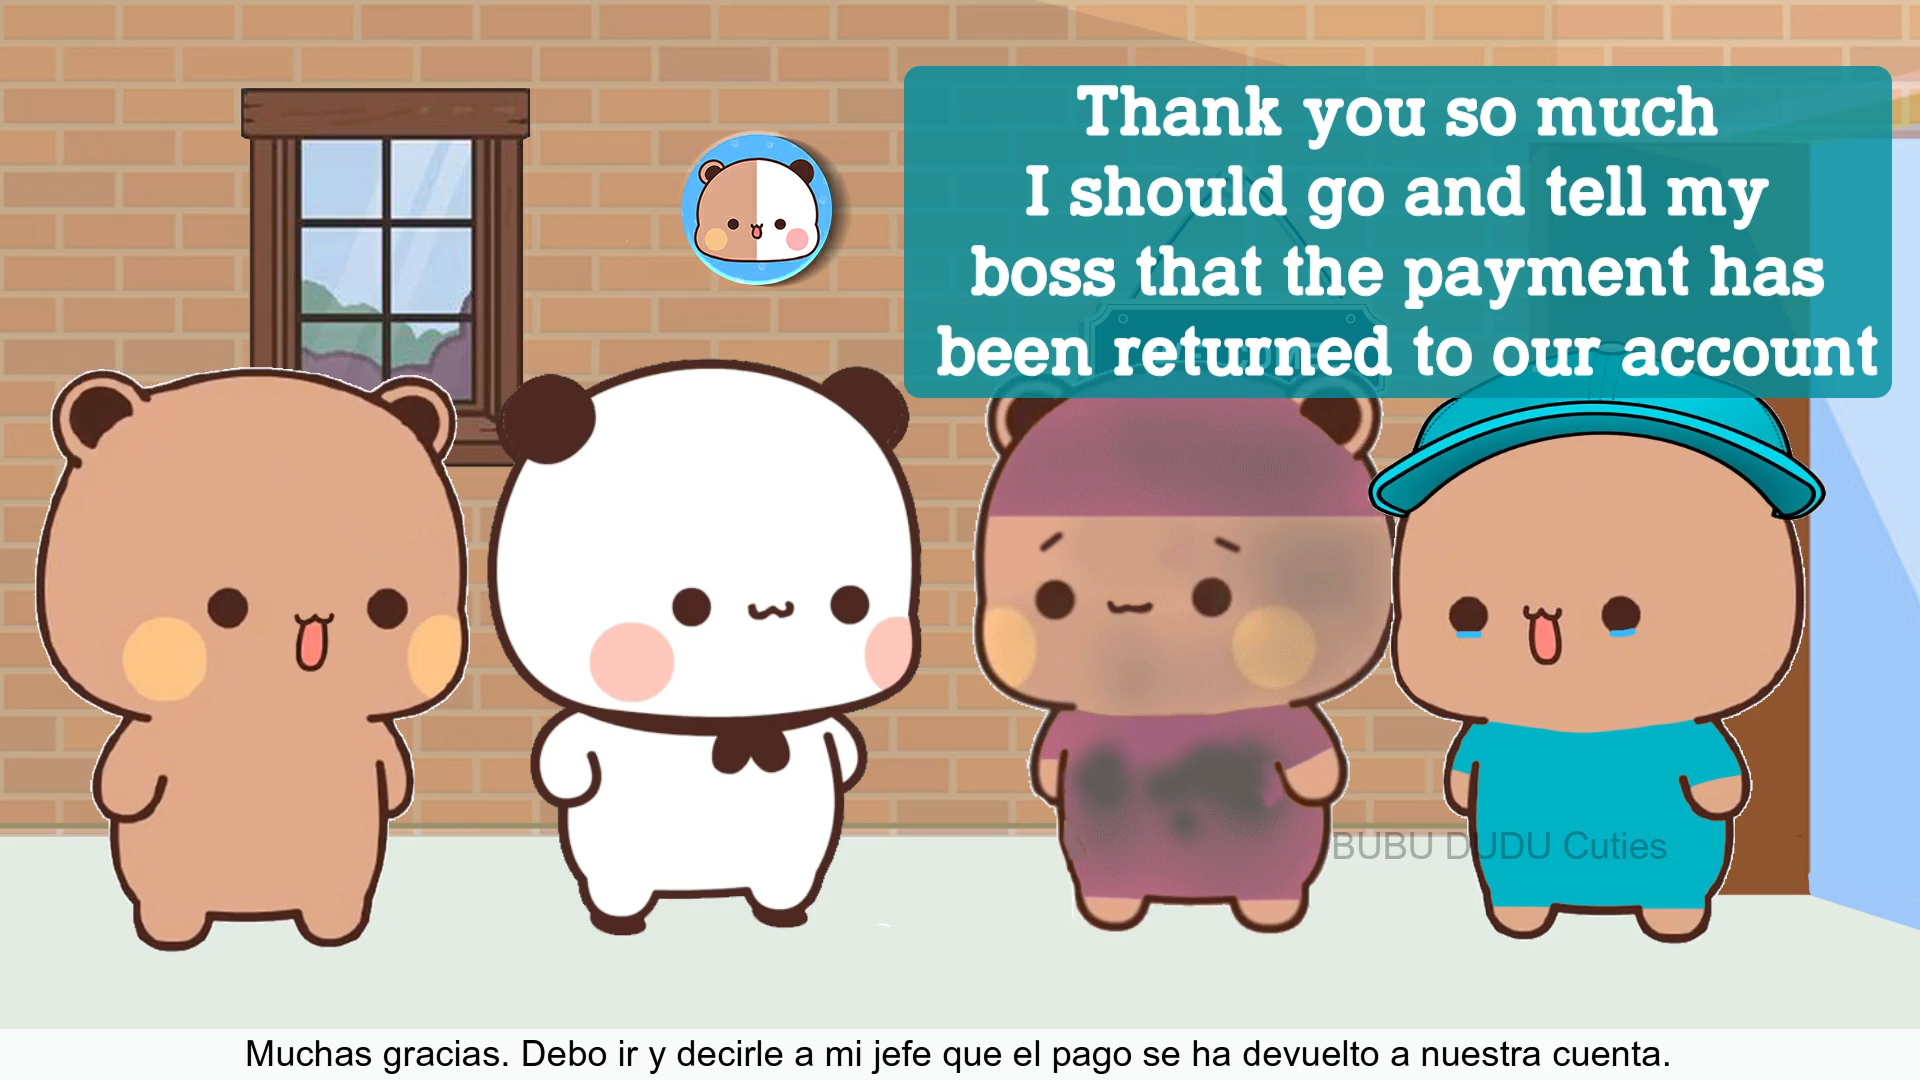 Thank you so much
I should go and tell my
boss that the payment has
been returned to our account
BUBU DUDU Cuties
Muchas gracias. Debo ir y decirle a mi jefe que el pago se ha devuelto a nuestra cuenta.